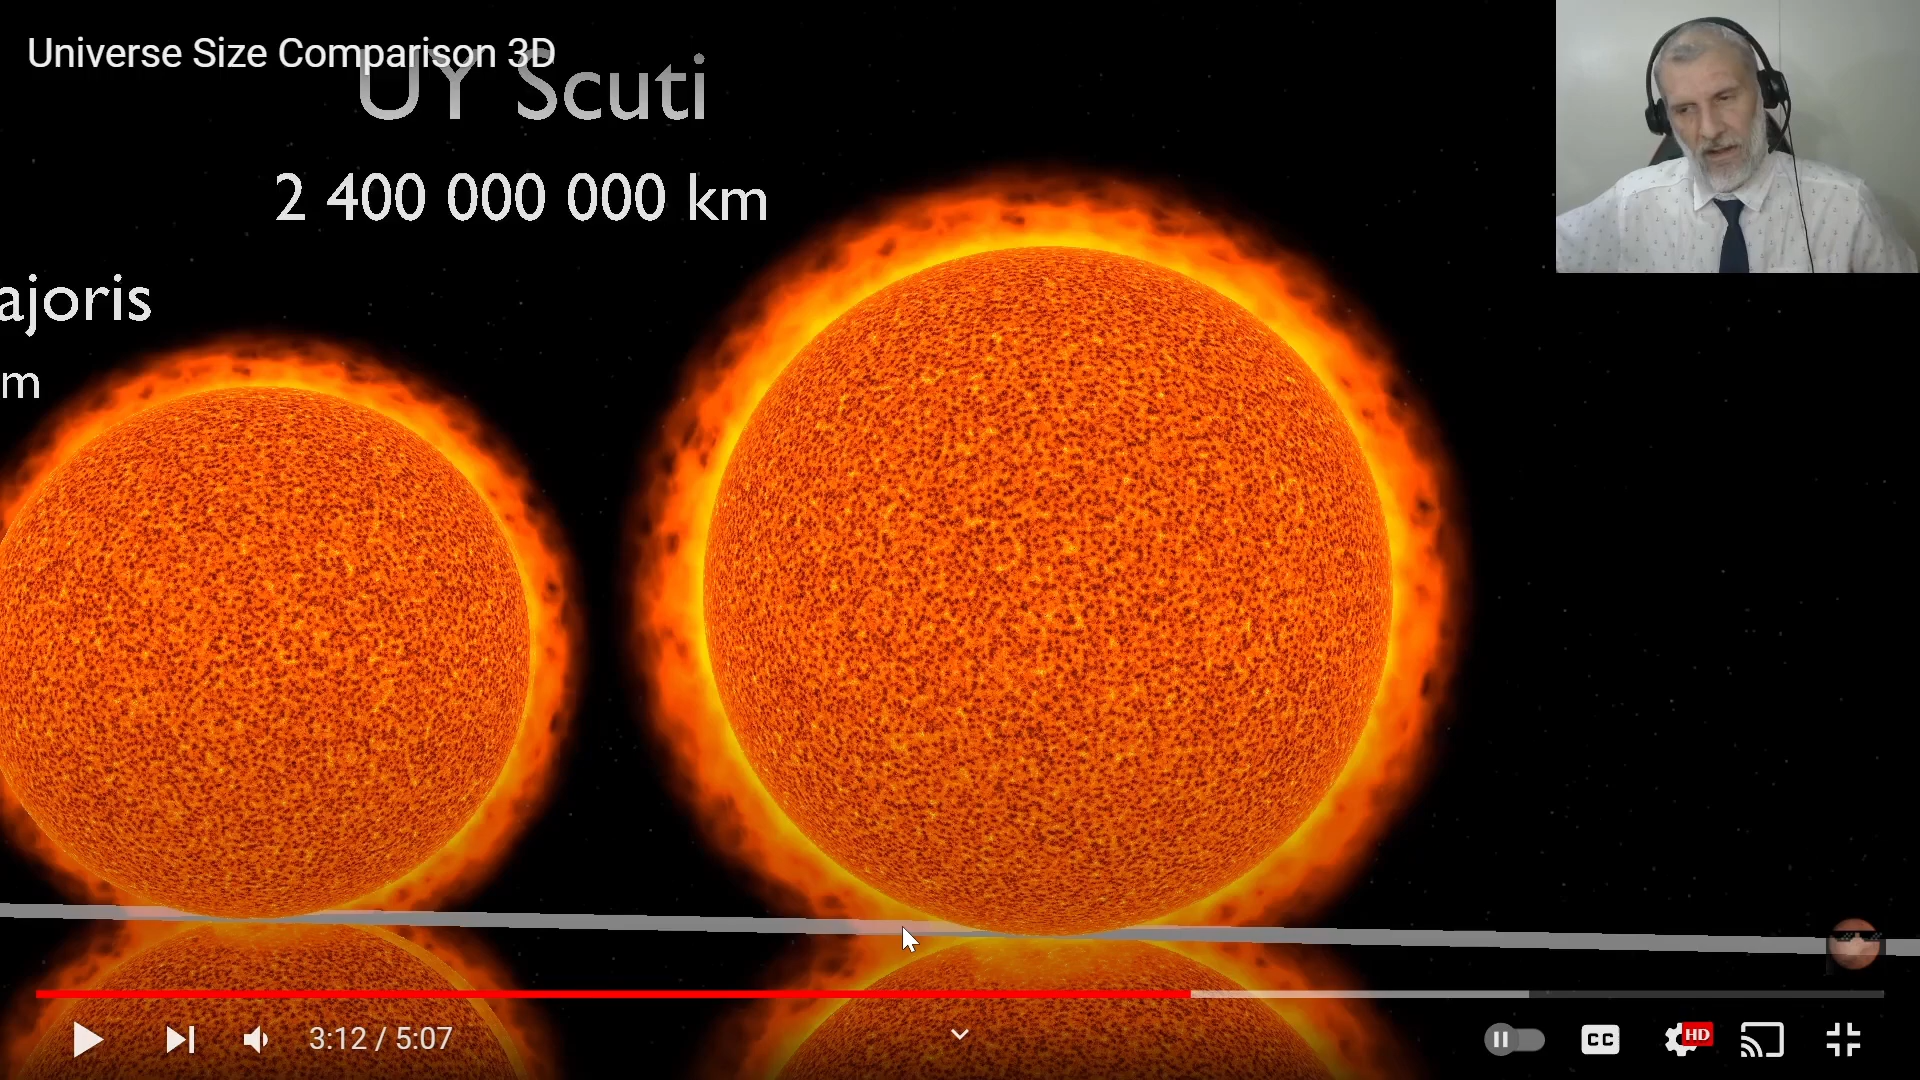 Universe Size Comparison 3D
UY Scuti
2 400 000 000 km
ajoris
m
3:12 / 5:07
CC
HD